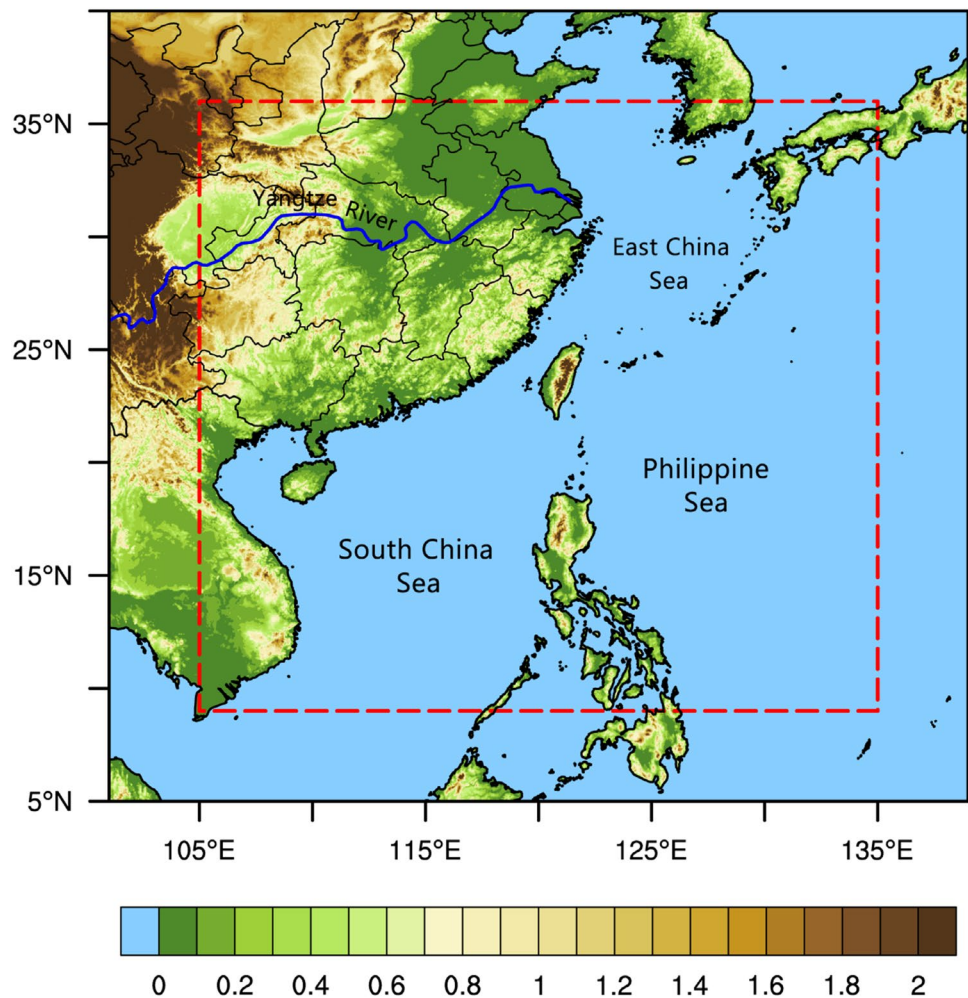 35°N
Yangtze River
East China
Sea
25°N
Philippine
Sea
South China
Sea
15°N
5°N
105°E 115°E 125°E 135°E
0 0.2 0.4 0.6 0.8 1 1.2 1.4 1.6 1.8 2